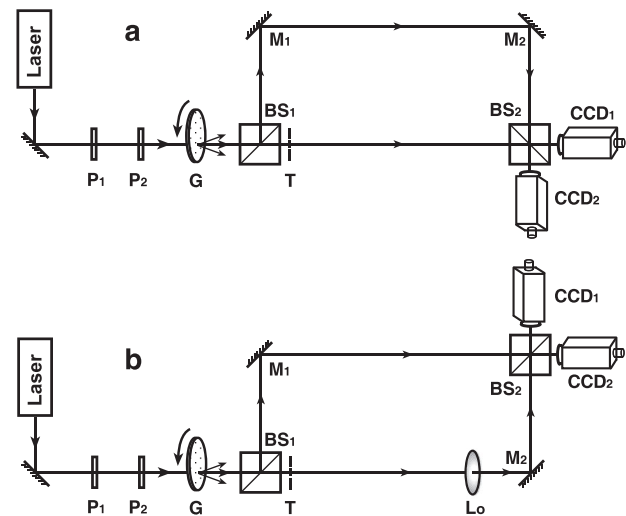 a
Laser
M1
M2
BS1
BS2
CCD1
P1
P2
G
T
CCD2
b
Laser
CCD1
M1
BS2
CCD2
BS1
M2
P1
P2
G
T
Lo